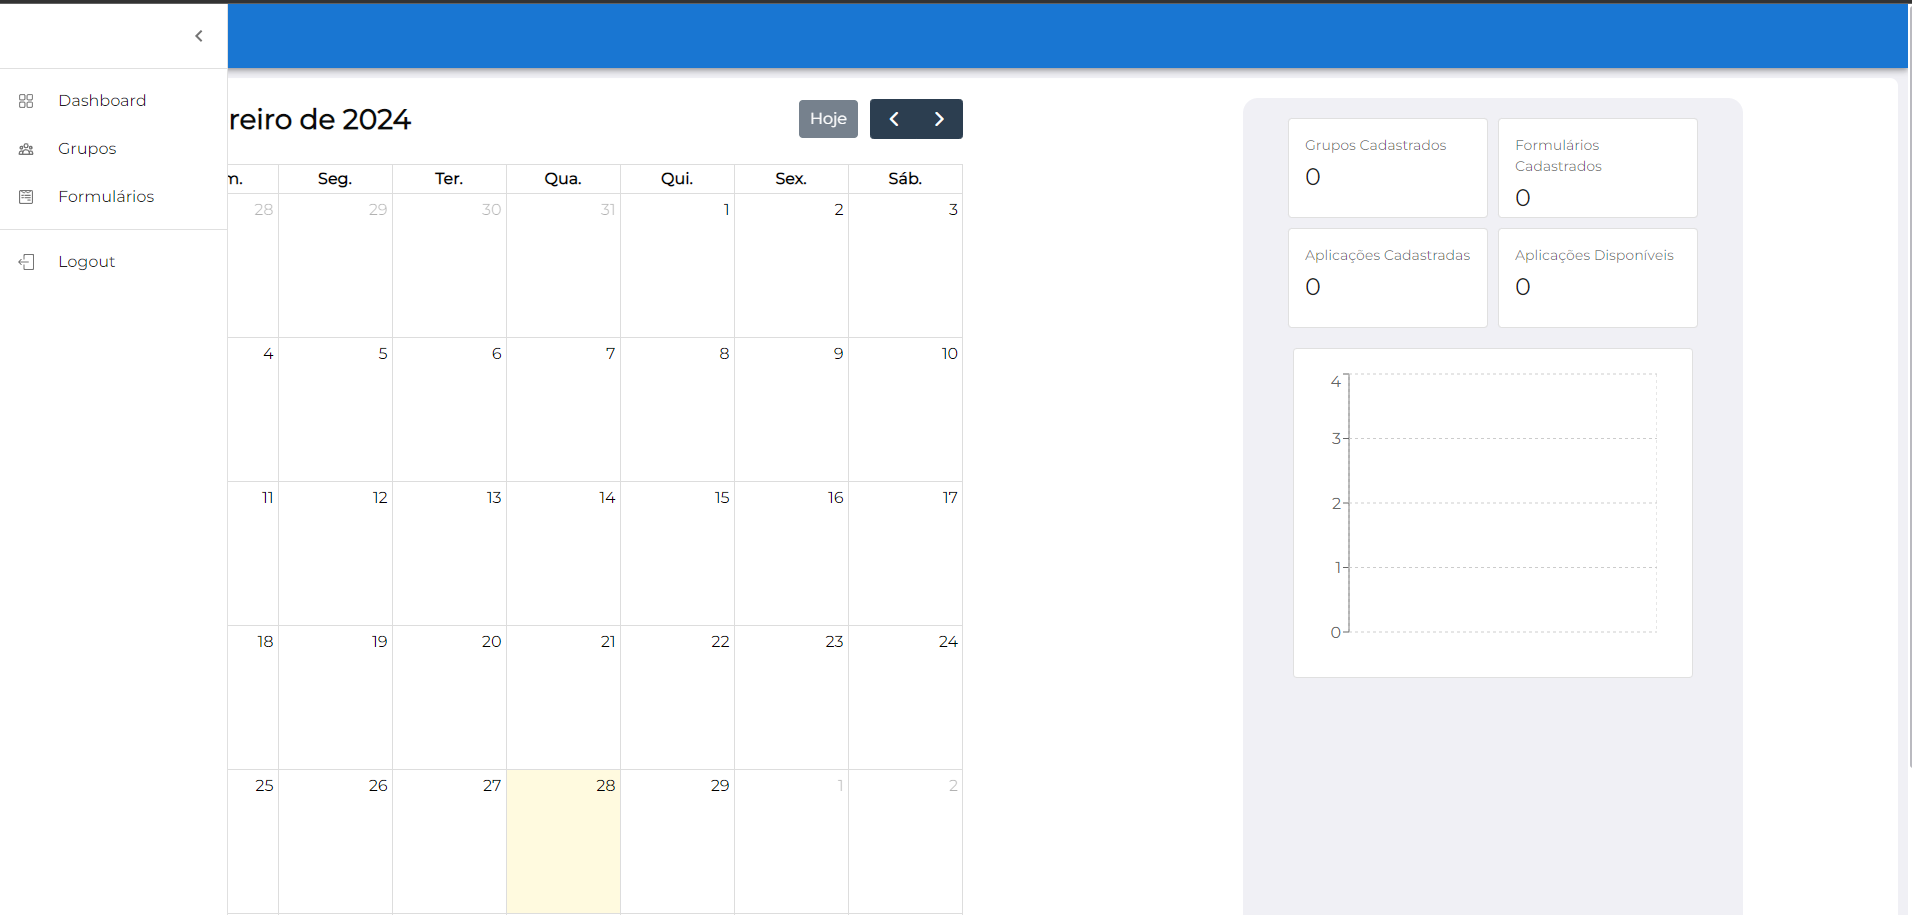 Dashboard
Grupos
Formulários
Logout
reiro de 2024
Hoje
m. Seg. Ter. Qua. Qui. Sex. Sáb.
28 29 30 31 1 2 3
4 5 6 7 8 9 10
11 12 13 14 15 16 17
18 19 20 21 22 23 24
25 26 27 28 29 1 2
Grupos Cadastrados
0
Formulários
Cadastrados
0
Aplicações Cadastradas
0
Aplicações Disponíveis
0
4
3
2
1
0